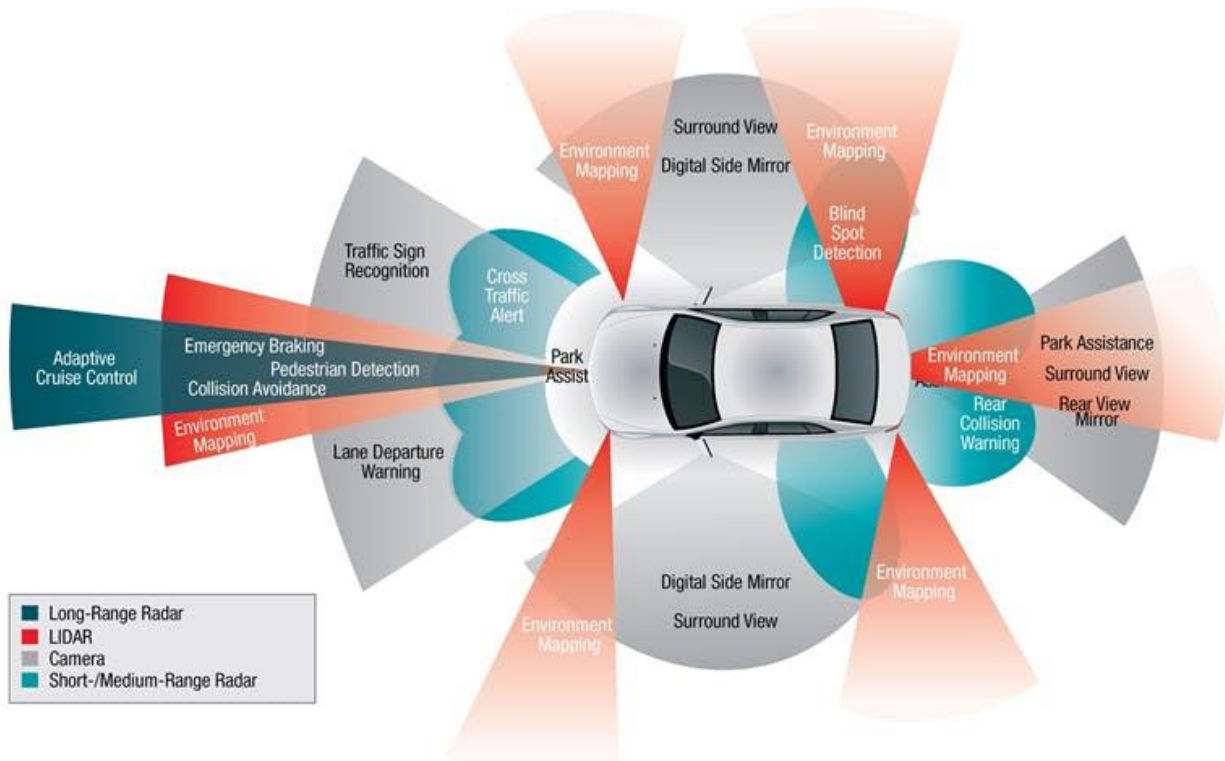 Surround View
Digital Side Mirror
Environment
Mapping
Environment
Mapping
Blind
Spot
Detection
Traffic Sign
Recognition
Cross
Traffic
Alert
Adaptive
Cruise Control
Emergency Braking
Pedestrian Detection
Collision Avoidance
Environment
Mapping
Park
Assist
Lane Departure
Warning
Environment
Mapping
Park Assistance
Surround View
Rear View
Mirror
Rear
Collision
Warning
Environment
Mapping
Digital Side Mirror
Surround View
Environment
Mapping
Long-Range Radar
LIDAR
Camera
Short-/Medium-Range Radar